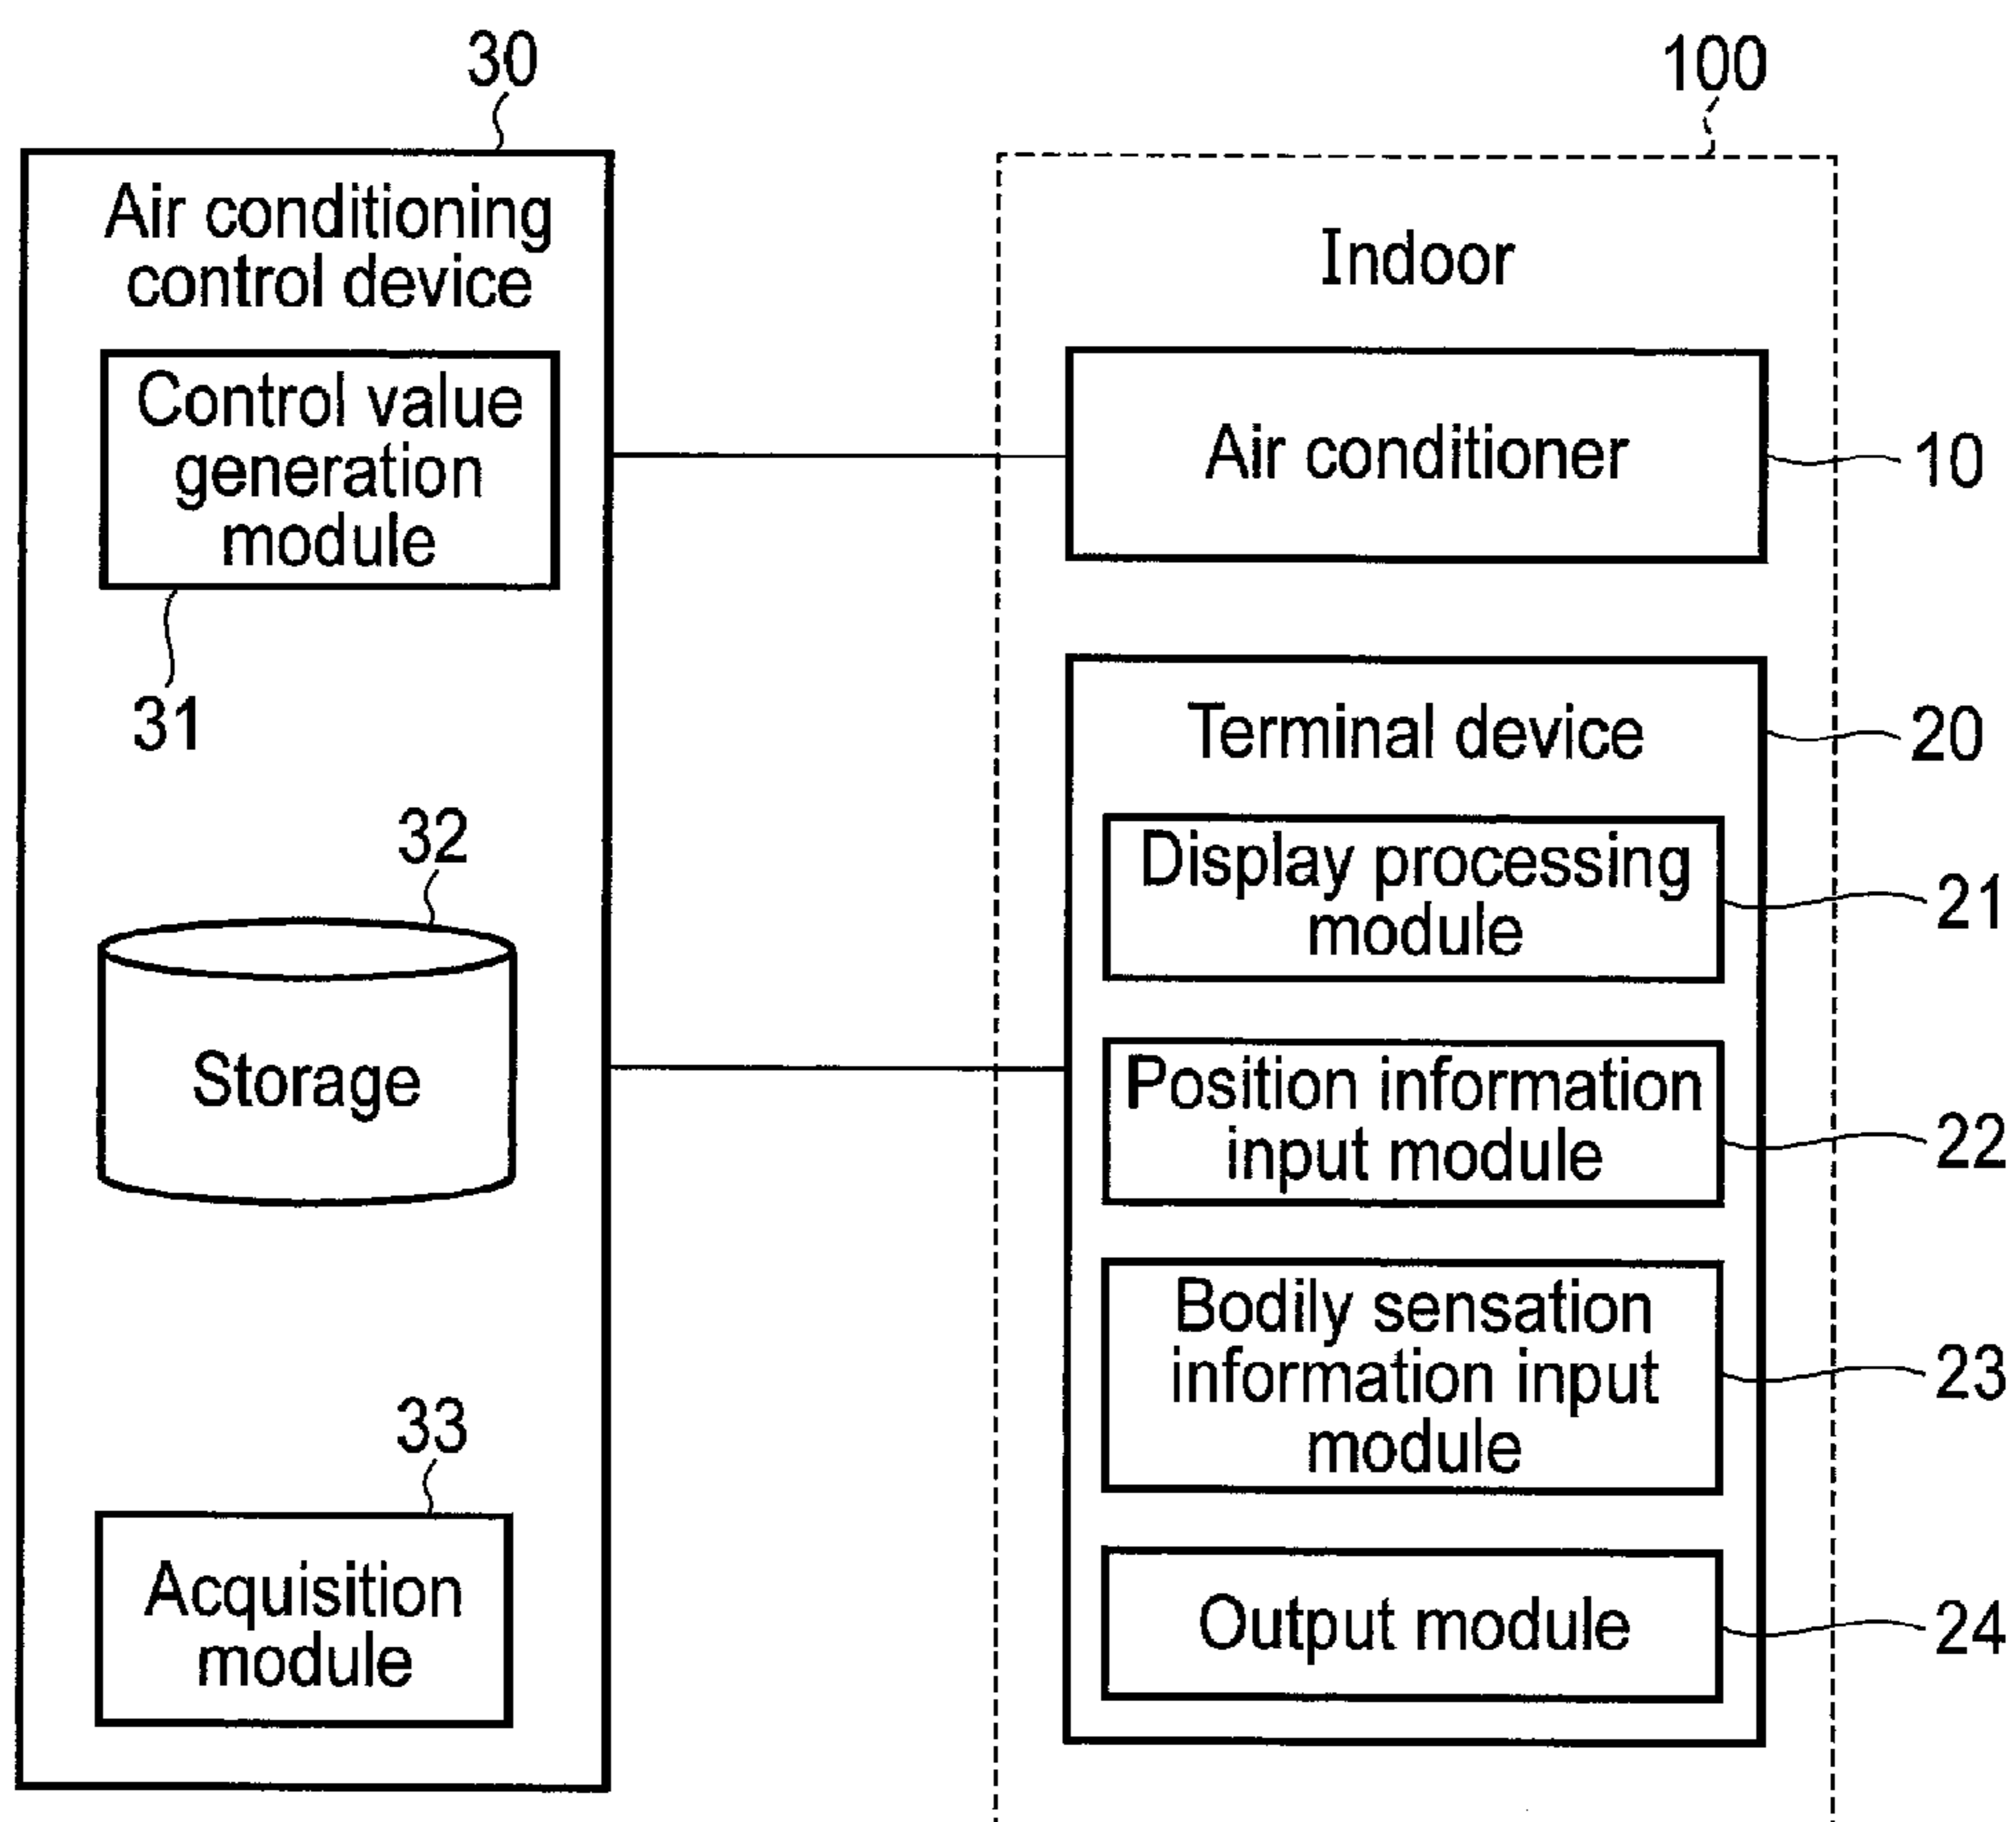 30
Air conditioning
control device
Control value
generation
module
31
32
Storage
33
Acquisition
module
100
Indoor
Air conditioner
10
Terminal device
20
Display processing
module
21
Position information
input module
22
Bodily sensation
information input
module
23
Output module
24